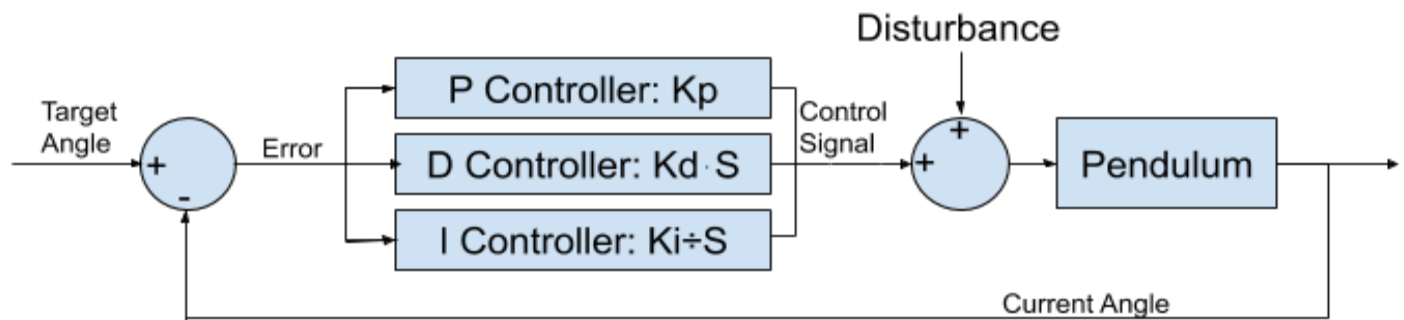 Disturbance
P Controller: Kp
Target
Angle
Control
Signal
+
+
Error
D Controller: Kd · S
+
Pendulum
-
I Controller: Ki÷S
Current Angle